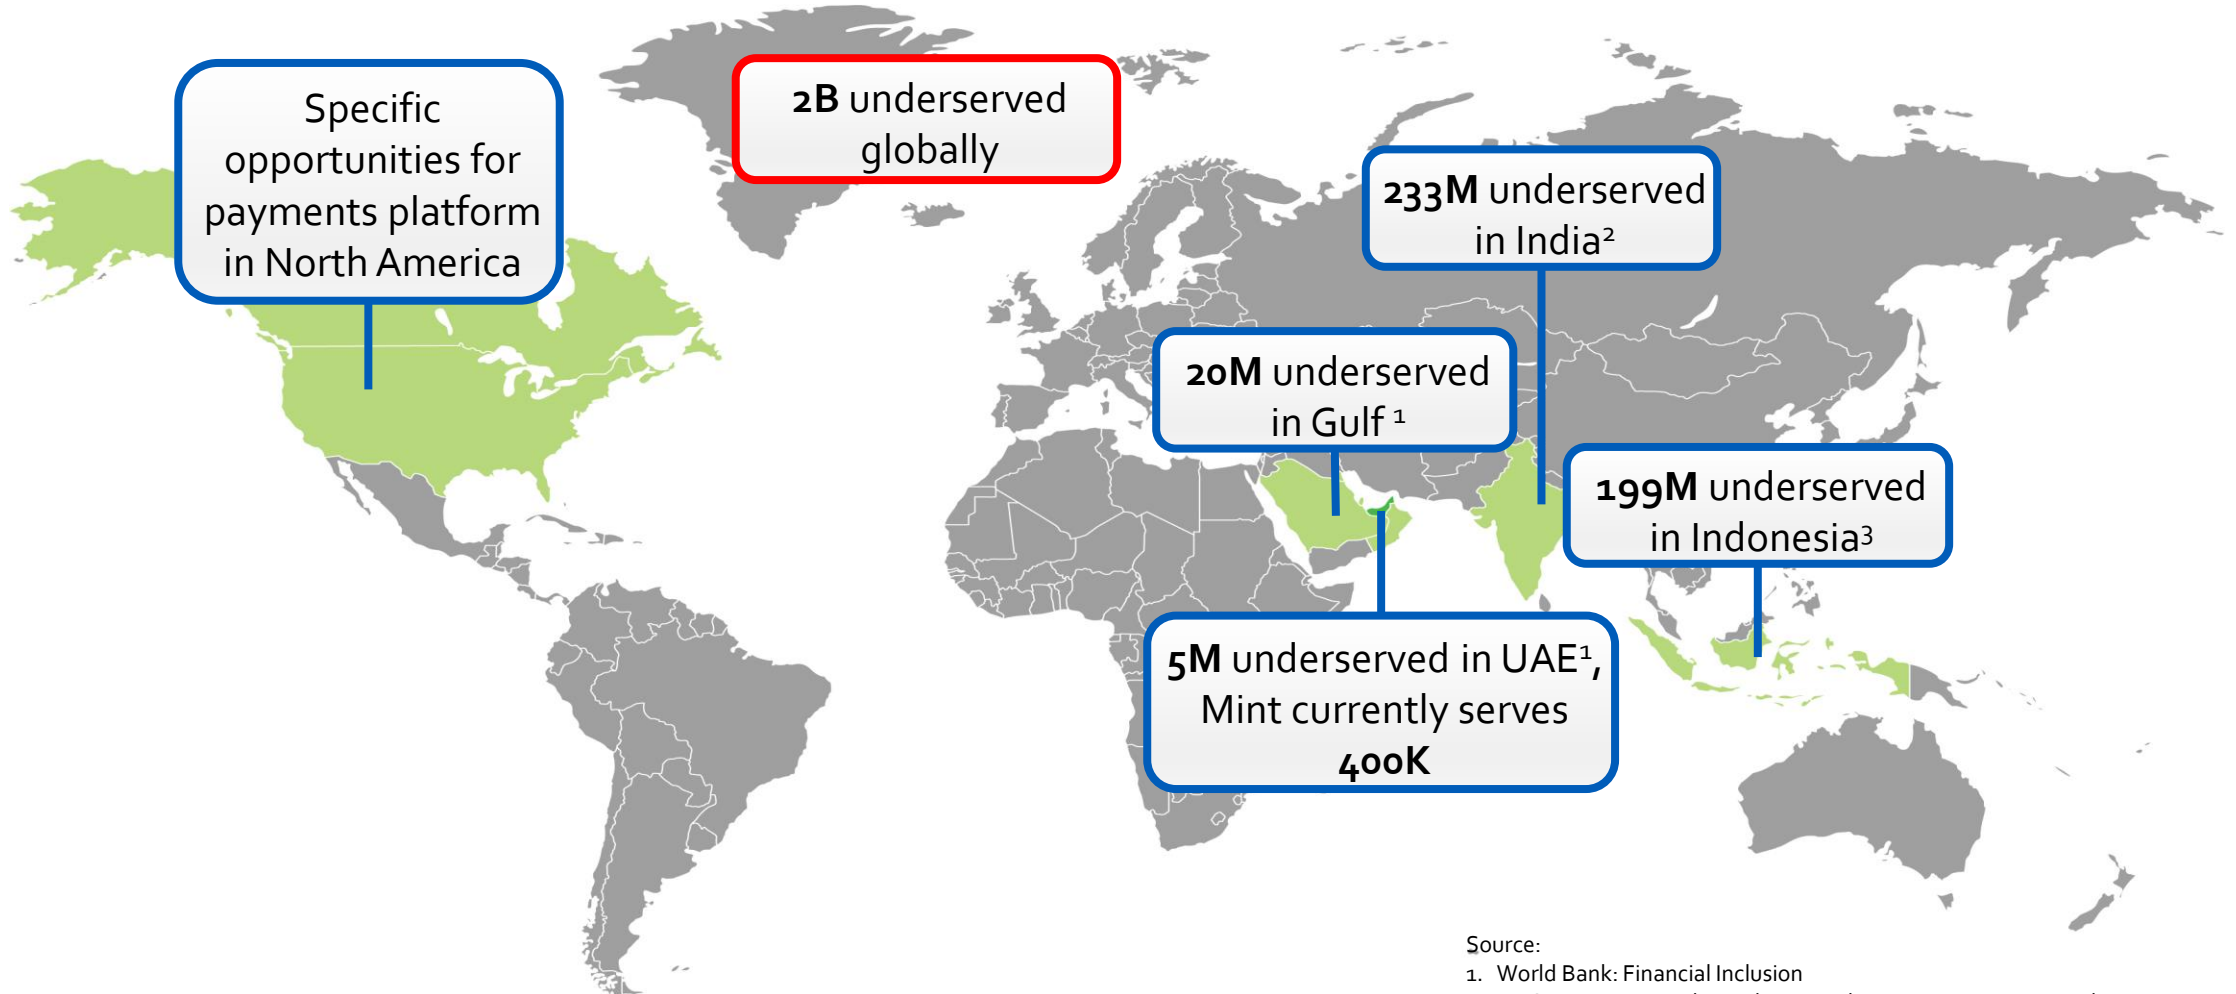 Specific
opportunities for
payments platform
in North America
2B underserved
globally
233M underserved
in India²
20M underserved
in Gulf ¹
199M underserved
in Indonesia³
5M underserved in UAE¹,
Mint currently serves
400K
Source:
1. World Bank: Financial Inclusion